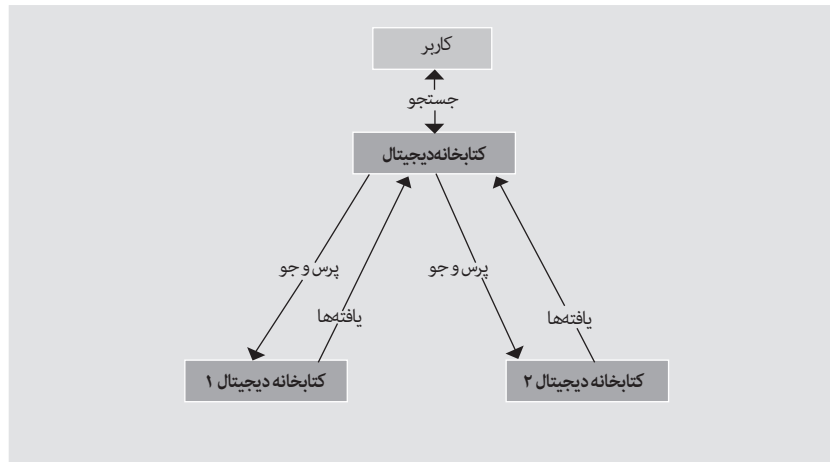 کاربر
جستجو
کتابخانه‌دیجیتال
پرس و جو
پرس و جو
یافته‌ها
یافته‌ها
کتابخانه دیجیتال ۲
کتابخانه دیجیتال ۱